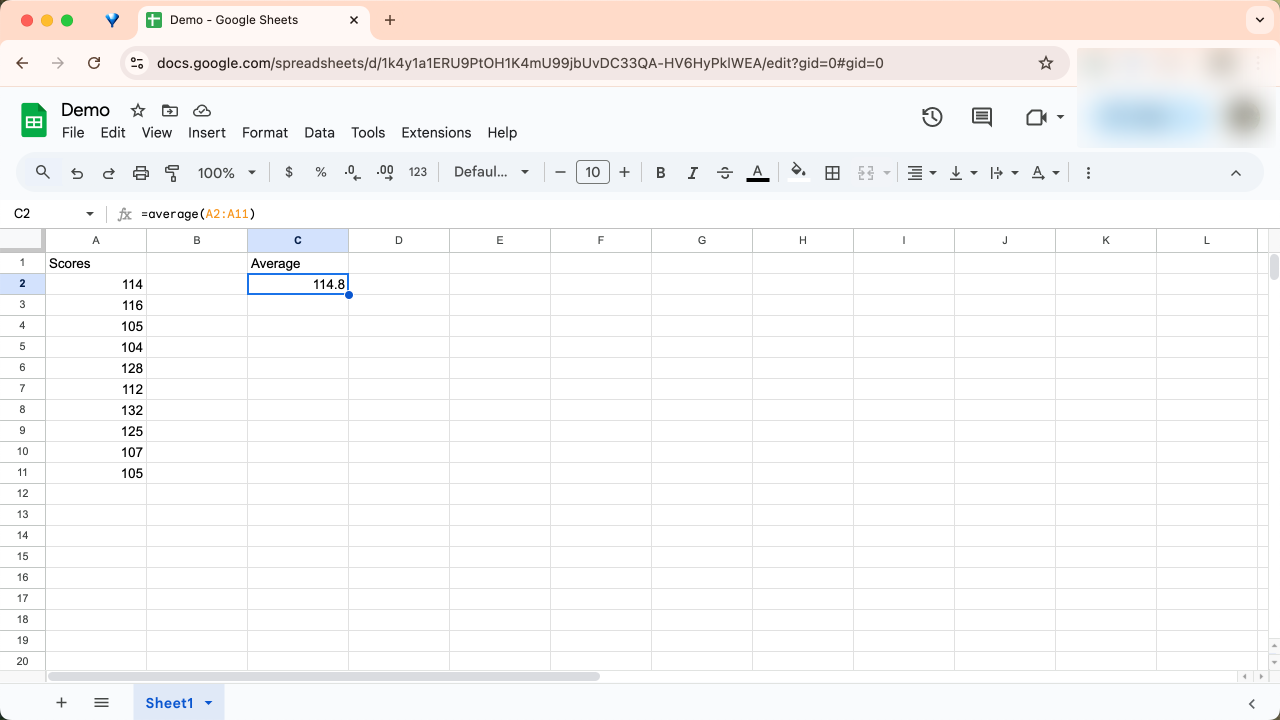 Demo - Google Sheets
docs.google.com/spreadsheets/d/1k4y1a1ERU9PtOH1K4mU99jbUvDC33QA-HV6HyPklWEA/edit?gid=0#gid=0
Demo
File Edit View Insert Format Data Tools Extensions Help
100% $ % .0 .00 123 Defaul... 10 B I A
C2 fx =average(A2:A11)
A B C D E F G H I J K L
1 Scores Average
2 114 114.8
3 116
4 105
5 104
6 128
7 112
8 132
9 125
10 107
11 105
12
13
14
15
16
17
18
19
20
Sheet1